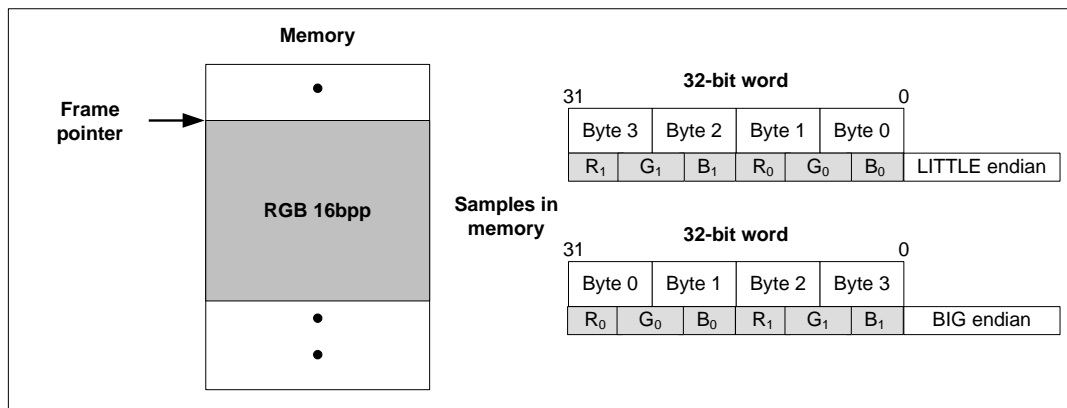 Memory
Frame
pointer
RGB 16bpp
Samples in
memory
32-bit word
31 0
Byte 3 Byte 2 Byte 1 Byte 0
R₁ G₁ B₁ R₀ G₀ B₀ LITTLE endian
32-bit word
31 0
Byte 0 Byte 1 Byte 2 Byte 3
R₀ G₀ B₀ R₁ G₁ B₁ BIG endian